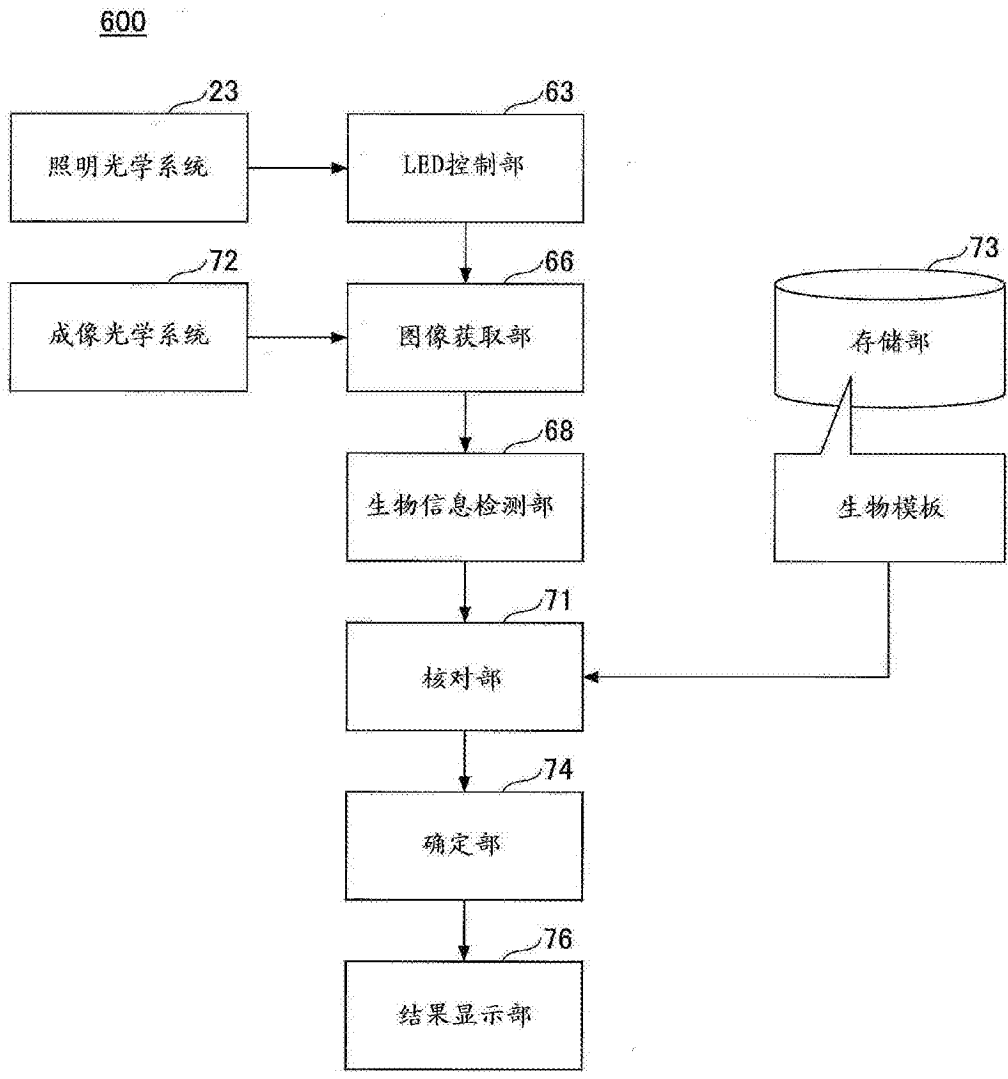 600
23
63
照明光学系统
LED控制部
72
66
73
成像光学系统
图像获取部
存储部
68
生物信息检测部
生物模板
71
核对部
74
确定部
76
结果显示部